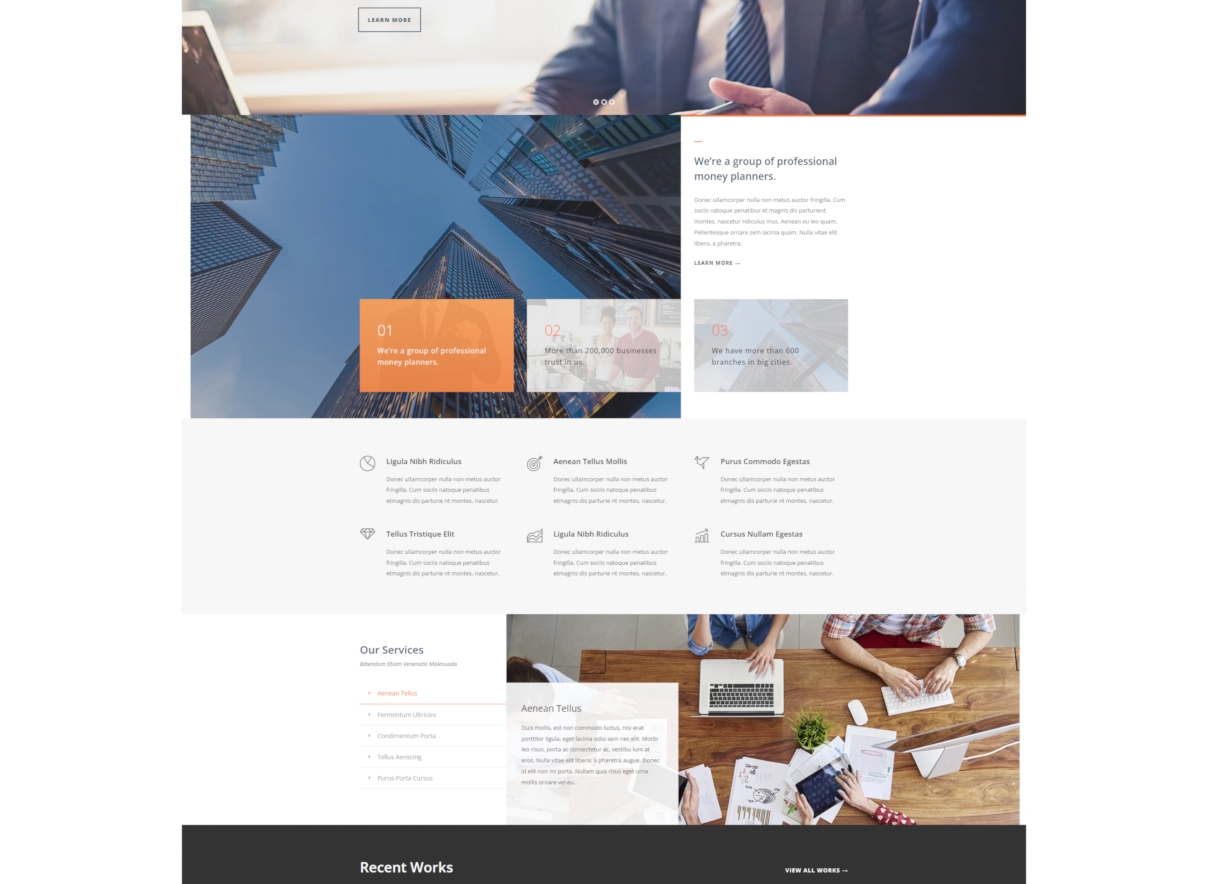 LEARN MORE
We're a group of professional
money planners.
Donec ullamcorper nulla non metus auctor fringilla. Cum
sociis natoque penatibus et magnis dis parturient
montes, nascetur ridiculus mus. Aenean eu leo quam.
Pellentesque ornare sem lacinia quam. Nulla vitae elit
libero, a pharetra.
LEARN MORE →
01
We're a group of professional
money planners.
02
More than 200,000 businesses
trust in us.
03
We have more than 600
branches in big cities.
Ligula Nibh Ridiculus
Donec ullamcorper nulla non metus auctor
fringilla. Cum sociis natoque penatibus
etmagnis dis parturie nt montes, nascetur.
Aenean Tellus Mollis
Donec ullamcorper nulla non metus auctor
fringilla. Cum sociis natoque penatibus
etmagnis dis parturie nt montes, nascetur.
Purus Commodo Egestas
Donec ullamcorper nulla non metus auctor
fringilla. Cum sociis natoque penatibus
etmagnis dis parturie nt montes, nascetur.
Tellus Tristique Elit
Donec ullamcorper nulla non metus auctor
fringilla. Cum sociis natoque penatibus
etmagnis dis parturie nt montes, nascetur.
Ligula Nibh Ridiculus
Donec ullamcorper nulla non metus auctor
fringilla. Cum sociis natoque penatibus
etmagnis dis parturie nt montes, nascetur.
Cursus Nullam Egestas
Donec ullamcorper nulla non metus auctor
fringilla. Cum sociis natoque penatibus
etmagnis dis parturie nt montes, nascetur.
Our Services
Bibendum Etiam Venenatis Malesuada
Aenean Tellus
Fermentum Ultricies
Condimentum Porta
Tellus Aeriscing
Purus Porta Cursus
Aenean Tellus
Duis mollis, est non commodo luctus, nisi erat
porttitor ligula, eget lacinia odio sem nec elit. Morbi
leo risus, porta ac consectetur ac, vestibu lum at
eros. Nulla vitae elit libero, a pharetra augue. Donec
id elit non mi porta. Nullam quis risus eget urna
mollis ornare vel eu.
Recent Works
VIEW ALL WORKS →